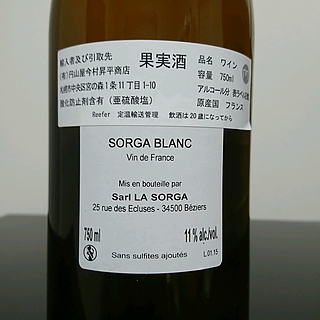 輸入者及び引取先
(有)円山屋今村昇平商店
札幌市中央区宮の森1条11丁目1-10
酸化防止剤含有(亜硫酸塩)
果実酒
品名 ワイン
容量 750ml
アルコール分
原産国 フランス
Reefer 定温輸送管理 飲酒は20歳になってから
SORGA BLANC
Vin de France
Mis en bouteille par
Sarl LA SORGA
25 rue des Ecluses - 34500 Béziers
750 ml
11 % alc./vol.
Sans sulfites ajoutés
L.01.15